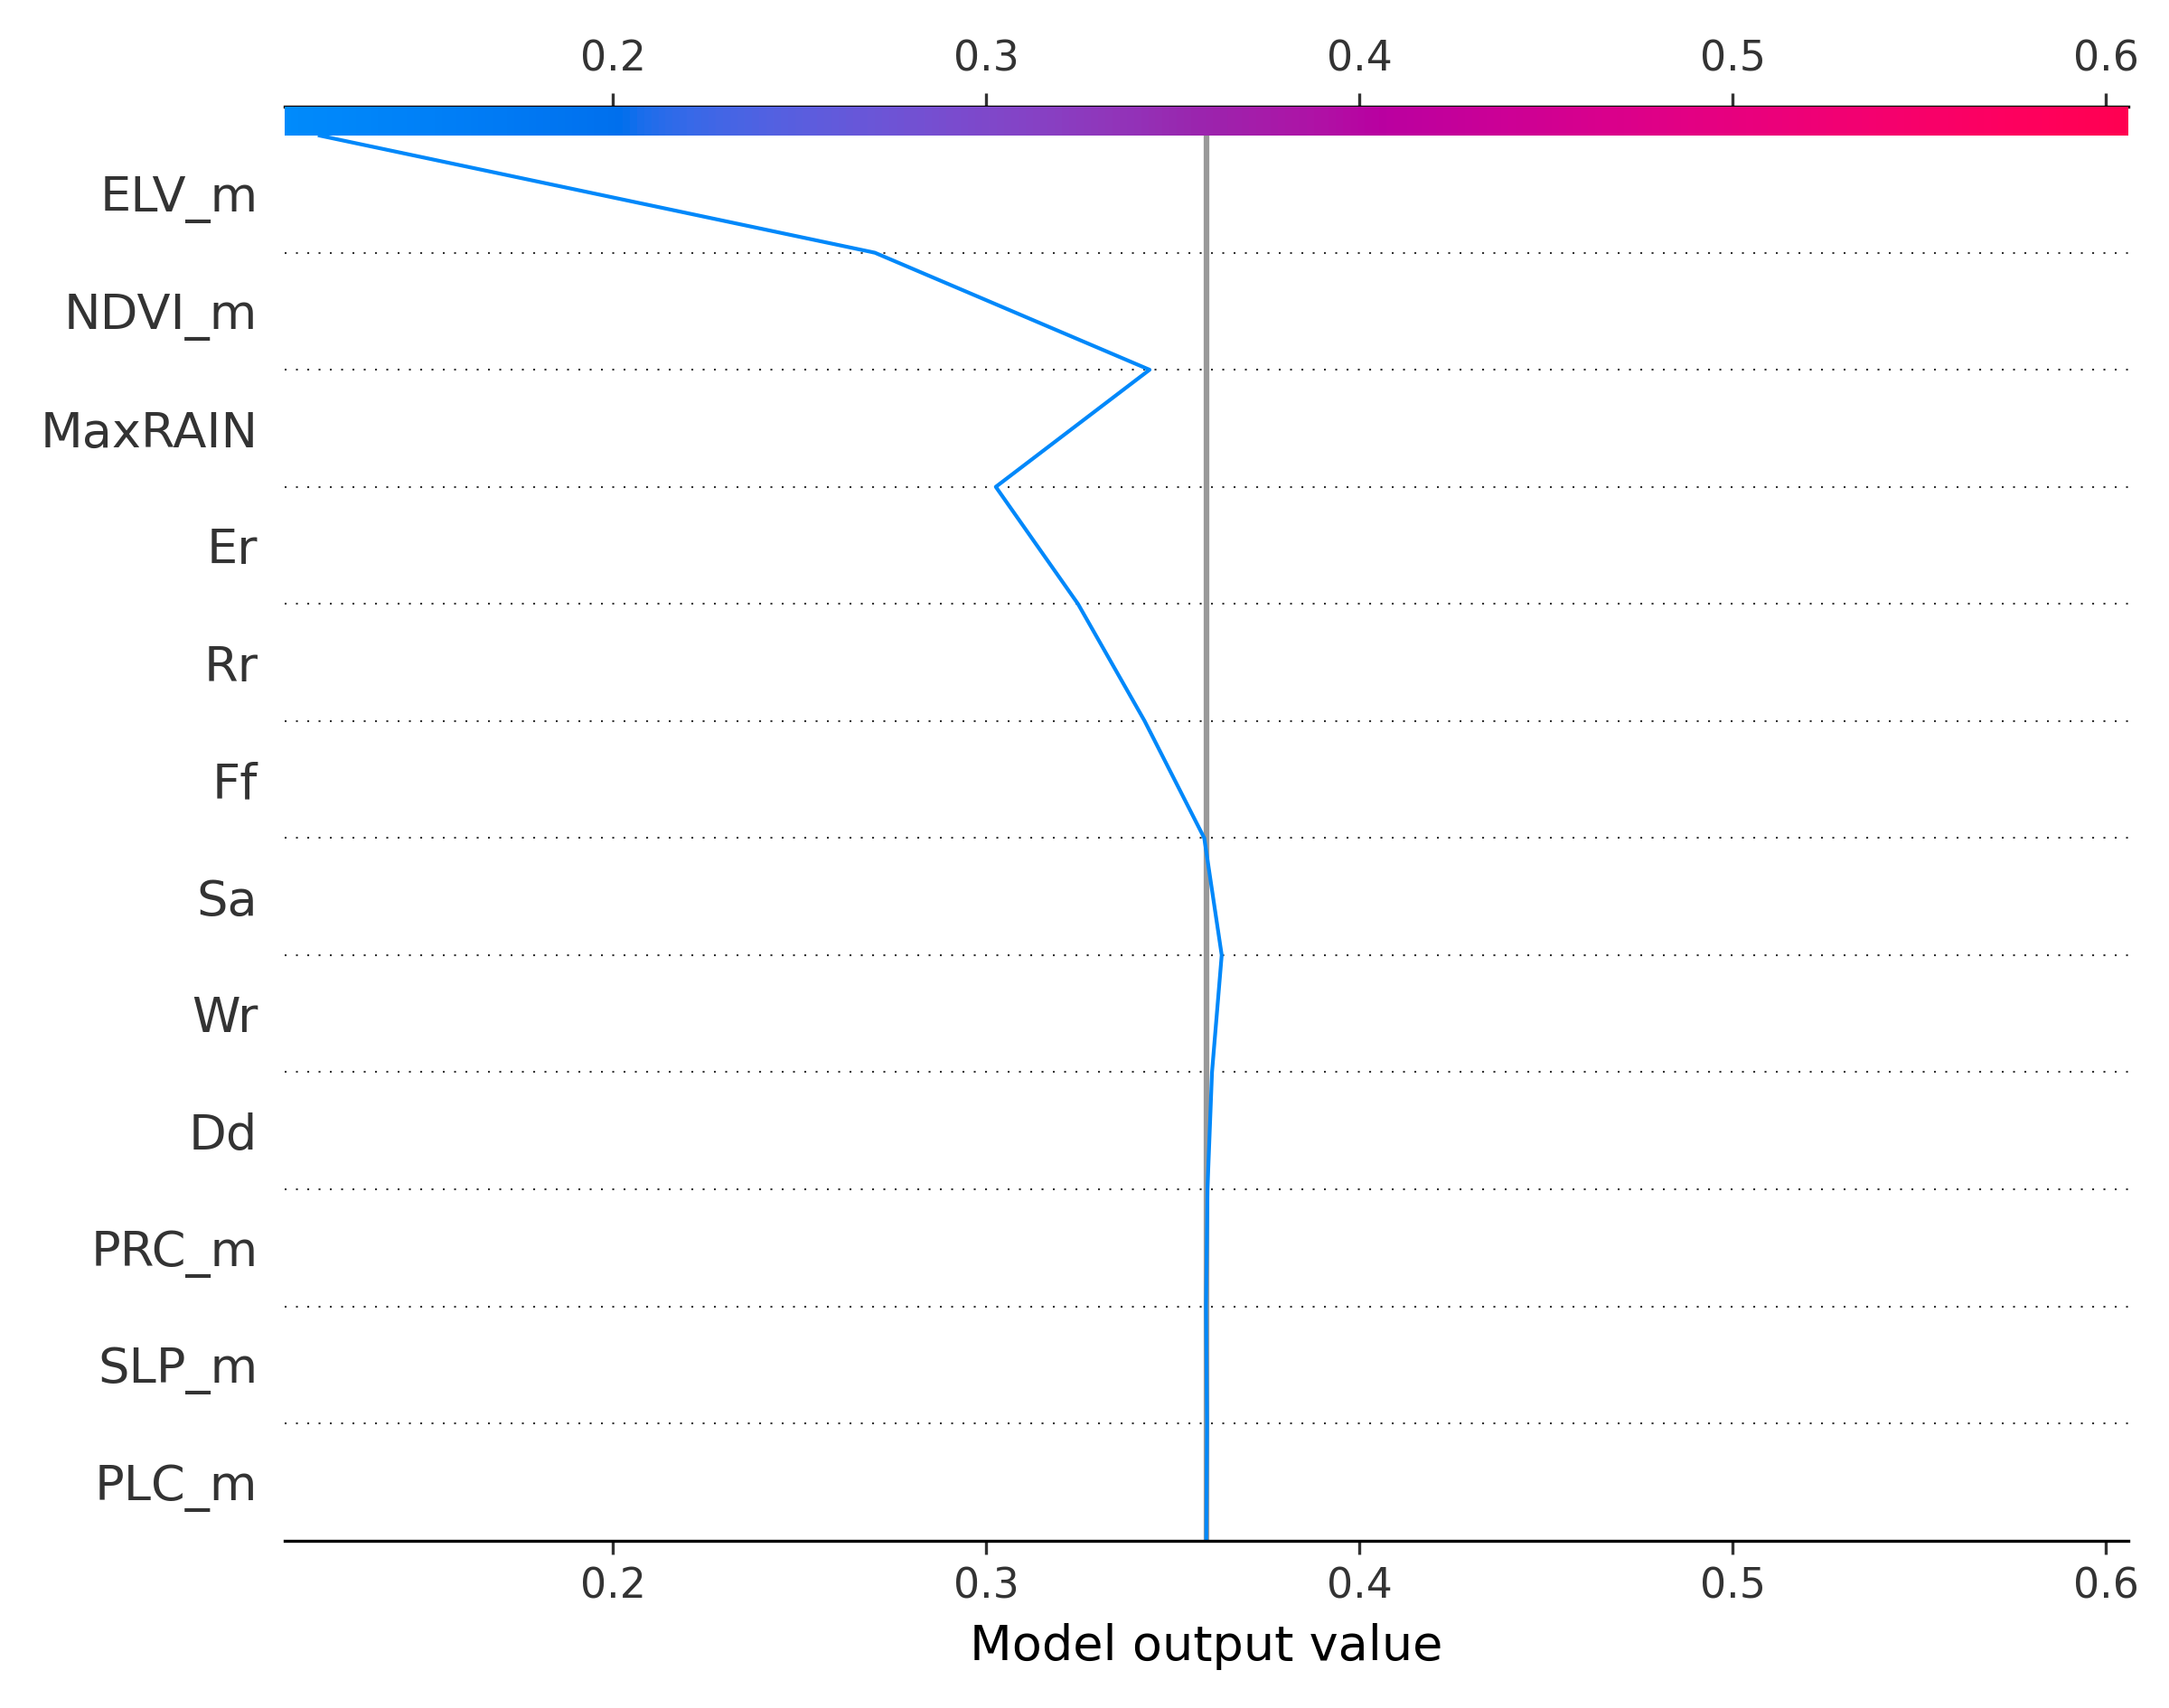 0.2 0.3 0.4 0.5 0.6
ELV_m
NDVI_m
MaxRAIN
Er
Rr
Ff
Sa
Wr
Dd
PRC_m
SLP_m
PLC_m
0.2 0.3 0.4 0.5 0.6
Model output value